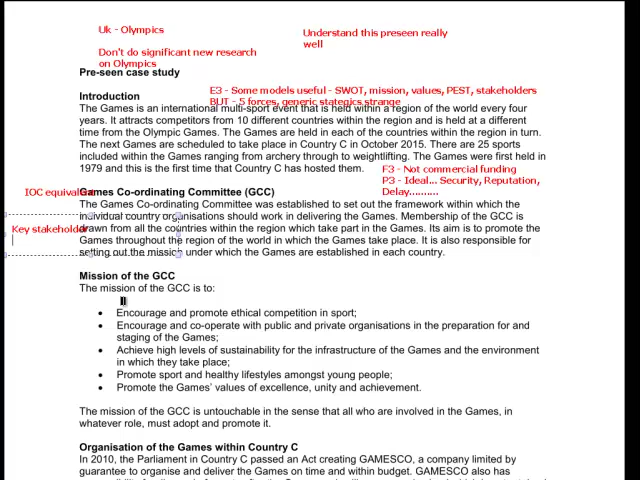 Uk - Olympics
Understand this preseen really
well
Don't do significant new research
on Olympics
Pre-seen case study
E3 - Some models useful - SWOT, mission, values, PEST, stakeholders
BUT - 5 forces, generic stategics strange
Introduction
The Games is an international multi-sport event that is held within a region of the world every four
years. It attracts competitors from 10 different countries within the region and is held at a different
time from the Olympic Games. The Games are held in each of the countries within the region in turn.
The next Games are scheduled to take place in Country C in October 2015. There are 25 sports
included within the Games ranging from archery through to weightlifting. The Games were first held in
1979 and this is the first time that Country C has hosted them.
F3 - Not commercial funding
P3 - Ideal... Security, Reputation,
Delay..........
IOC equivalent
Games Co-ordinating Committee (GCC)
The Games Co-ordinating Committee was established to set out the framework within which the
individual country organisations should work in delivering the Games. Membership of the GCC is
Key stakeholder
drawn from all the countries within the region which take part in the Games. Its aim is to promote the
Games throughout the region of the world in which the Games take place. It is also responsible for
setting out the mission under which the Games are established in each country.
Mission of the GCC
The mission of the GCC is to:
• Encourage and promote ethical competition in sport;
• Encourage and co-operate with public and private organisations in the preparation for and
staging of the Games;
• Achieve high levels of sustainability for the infrastructure of the Games and the environment
in which they take place;
• Promote sport and healthy lifestyles amongst young people;
• Promote the Games' values of excellence, unity and achievement.
The mission of the GCC is untouchable in the sense that all who are involved in the Games, in
whatever role, must adopt and promote it.
Organisation of the Games within Country C
In 2010, the Parliament in Country C passed an Act creating GAMESCO, a company limited by
guarantee to organise and deliver the Games on time and within budget. GAMESCO also has